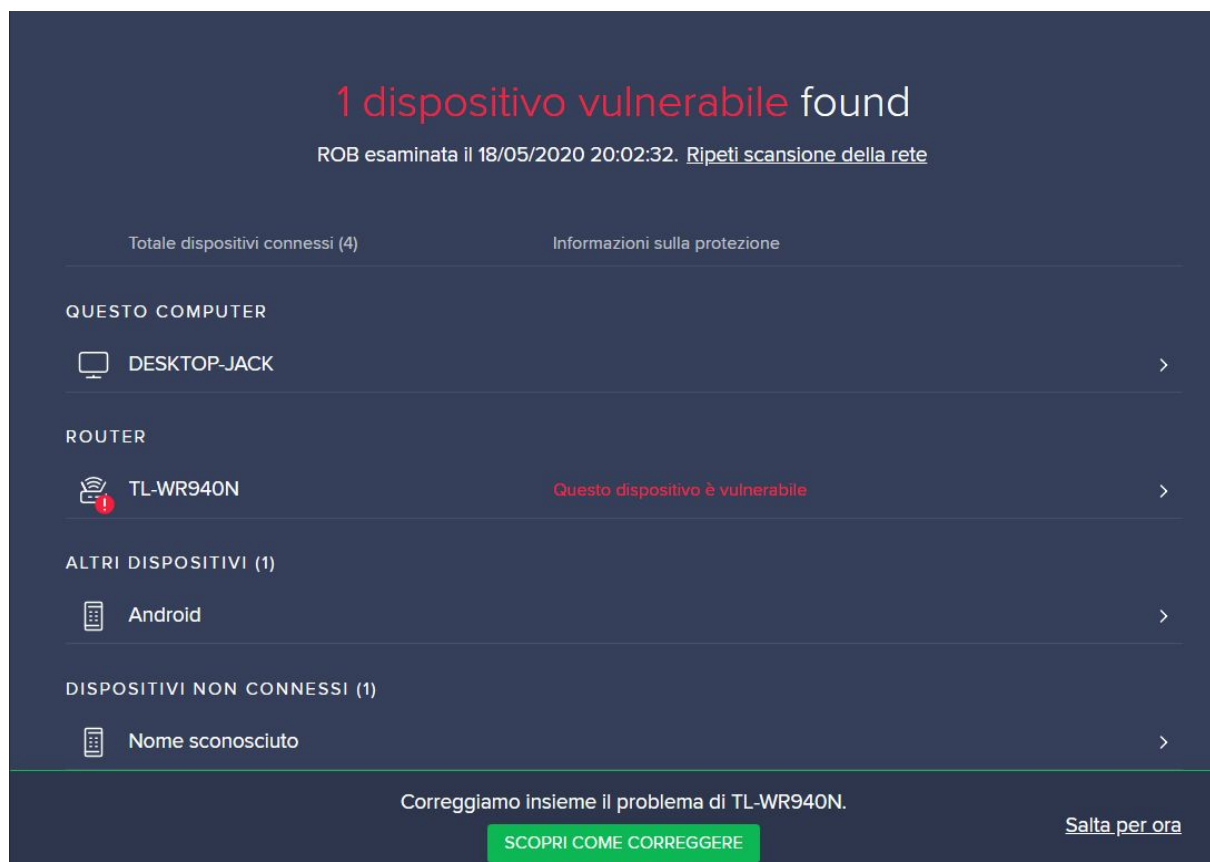 1 dispositivo vulnerabile found
ROB esaminata il 18/05/2020 20:02:32. Ripeti scansione della rete
Totale dispositivi connessi (4) Informazioni sulla protezione
QUESTO COMPUTER
DESKTOP-JACK
ROUTER
TL-WR940N Questo dispositivo è vulnerabile
ALTRI DISPOSITIVI (1)
Android
DISPOSITIVI NON CONNESSI (1)
Nome sconosciuto
Correggiamo insieme il problema di TL-WR940N.
Salta per ora
SCOPRI COME CORREGGERE